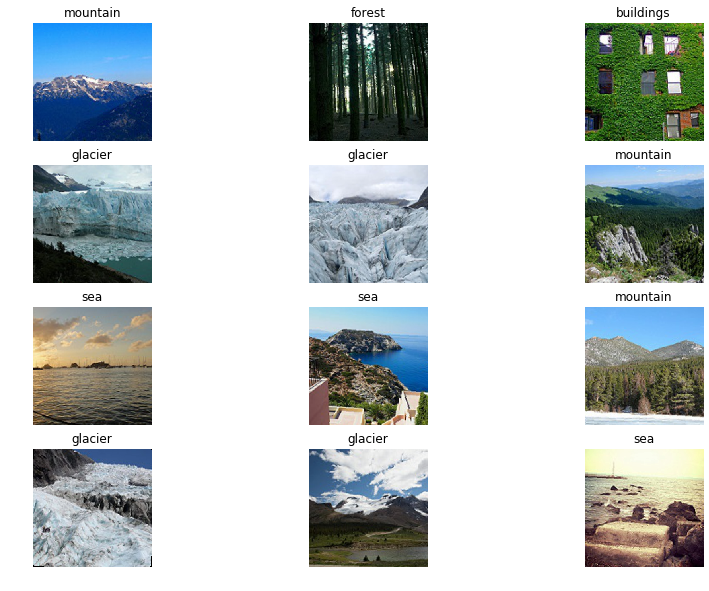 mountain
forest
buildings
glacier
glacier
mountain
sea
sea
mountain
glacier
glacier
sea